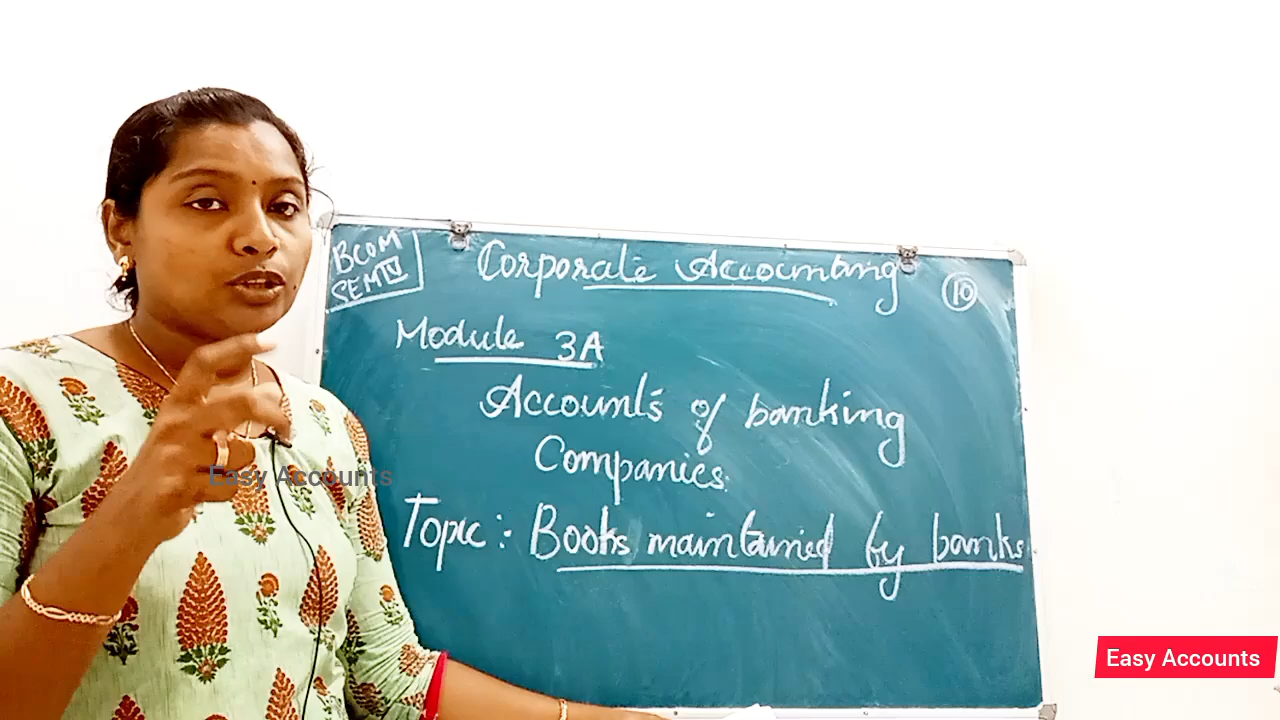 BCOM
SEM IV
Corporate Accounting
10
Module 3A
Accounts of banking
Companies.
Topic : Books maintained by banks
Easy Accounts
Easy Accounts